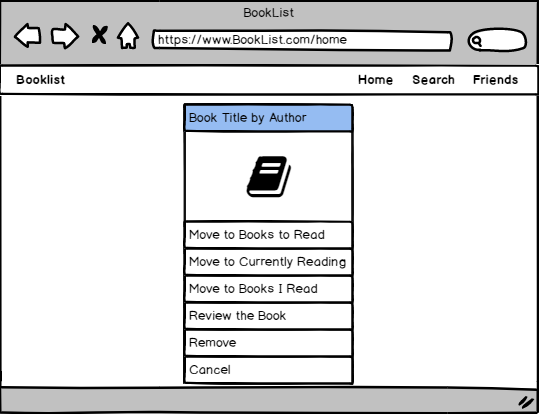 BookList
https://www.BookList.com/home
Booklist Home Search Friends
Book Title by Author
Move to Books to Read
Move to Currently Reading
Move to Books I Read
Review the Book
Remove
Cancel